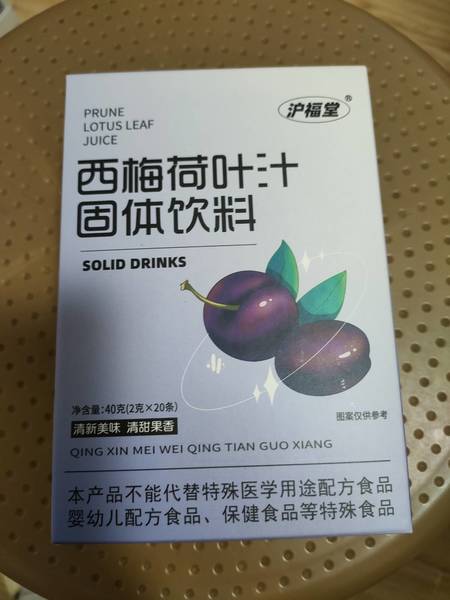 PRUNE
LOTUS LEAF
JUICE
沪福堂®
西梅荷叶汁
固体饮料
SOLID DRINKS
净含量:40克(2克×20条)
图案仅供参考
清新美味 清甜果香
QING XIN MEI WEI QING TIAN GUO XIANG
本产品不能代替特殊医学用途配方食品
婴幼儿配方食品、保健食品等特殊食品